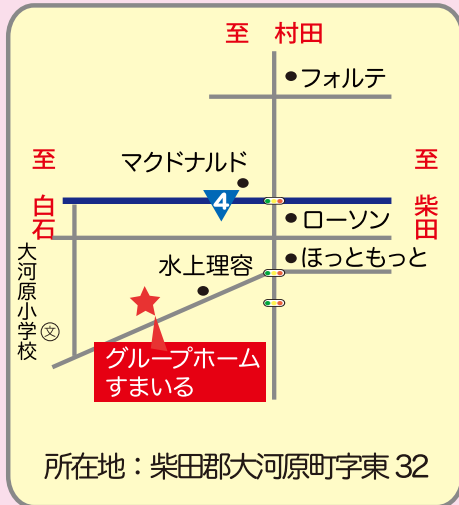 至 村田
フォルテ
至 白石
マクドナルド
4
至 柴田
ローソン
ほっともっと
大河原小学校
文
水上理容
グループホーム
すまいる
所在地：柴田郡大河原町字東32